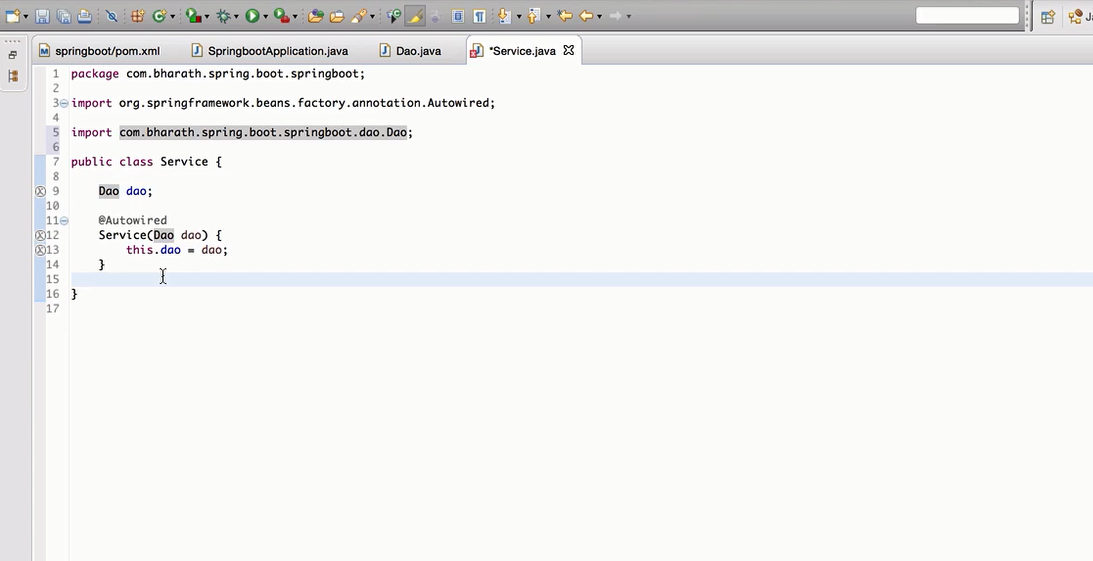 springboot/pom.xml SpringbootApplication.java Dao.java *Service.java
1 package com.bharath.spring.boot.springboot;
2
3 import org.springframework.beans.factory.annotation.Autowired;
4
5 import com.bharath.spring.boot.springboot.dao.Dao;
6
7 public class Service {
8
9 Dao dao;
10
11 @Autowired
12 Service(Dao dao) {
13 this.dao = dao;
14 }
15
16 }
17